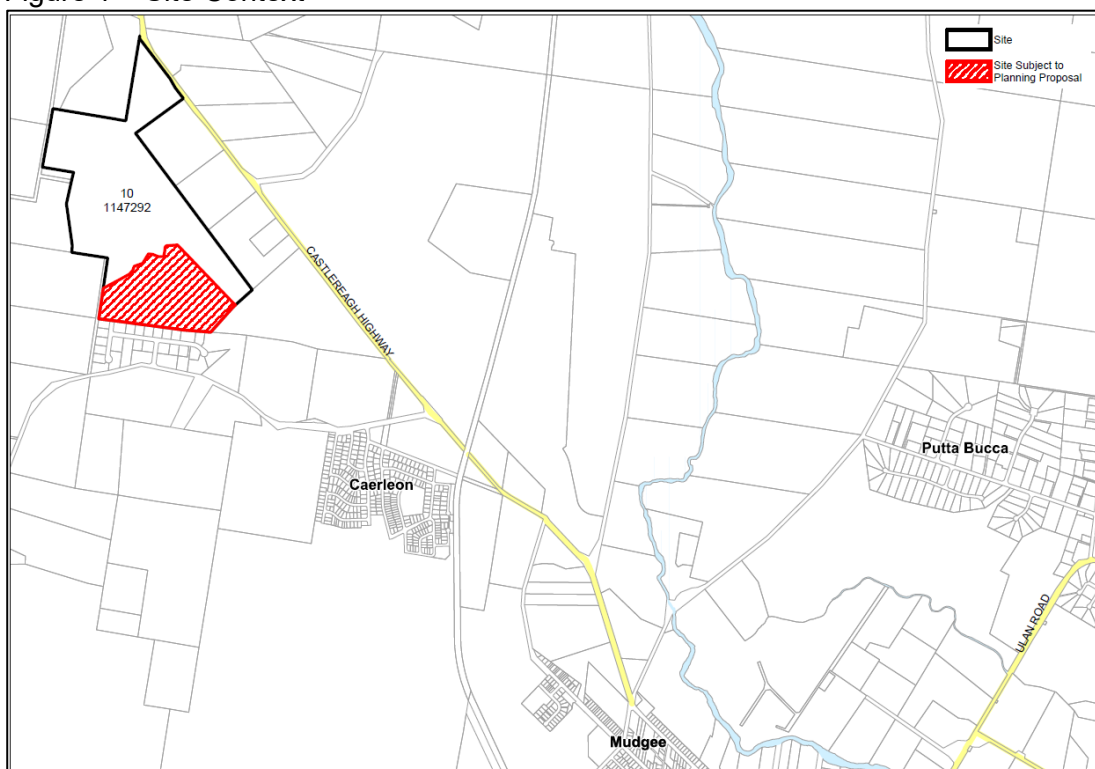 Site
Site Subject to
Planning Proposal
10
1147292
CASTLEREAGH HIGHWAY
Putta Bucca
Caerleon
ULAN ROAD
Mudgee